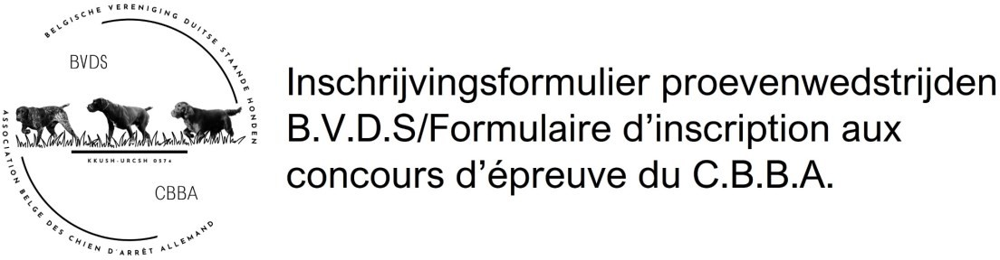 BELGISCHE VERENIGING DUITSE STAANDE HONDEN
BVDS
KKUSH-URCSH 0574
CBBA
ASSOCIATION BELGE DES CHIEN D'ARRÊT ALLEMAND
Inschrijvingsformulier proevenwedstrijden
B.V.D.S/Formulaire d’inscription aux
concours d’épreuve du C.B.B.A.